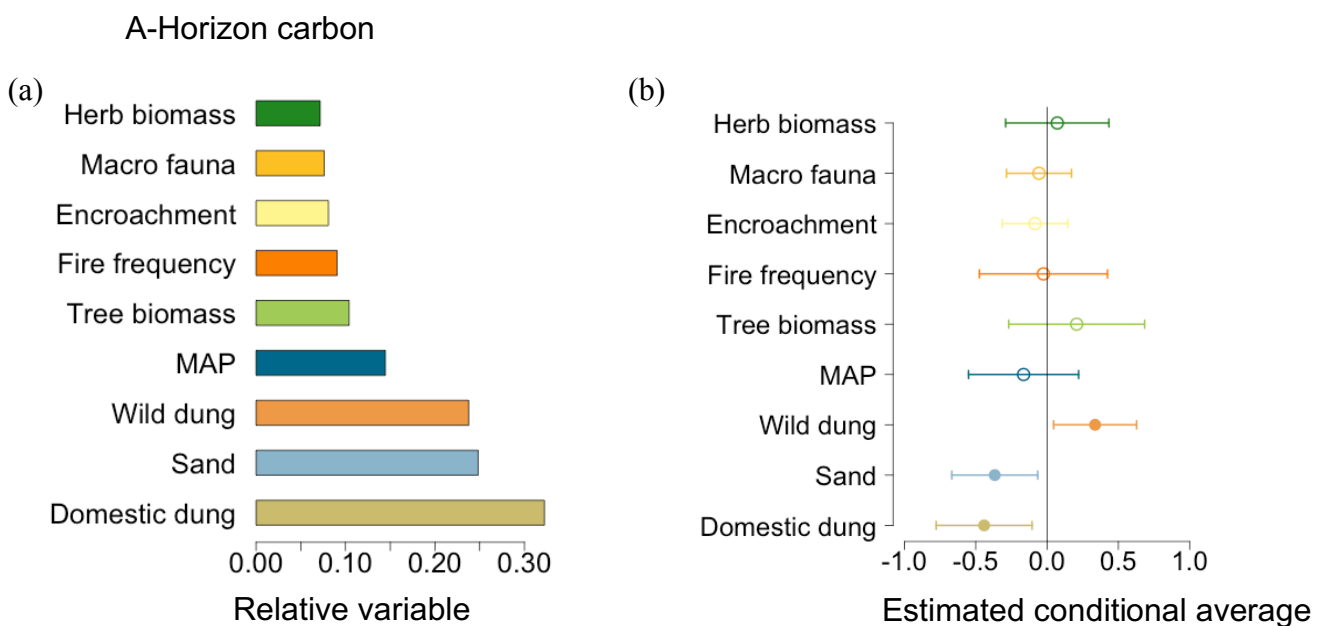 A-Horizon carbon
(a)
Herb biomass
Macro fauna
Encroachment
Fire frequency
Tree biomass
MAP
Wild dung
Sand
Domestic dung
0.00 0.10 0.20 0.30
Relative variable
(b)
Herb biomass
Macro fauna
Encroachment
Fire frequency
Tree biomass
MAP
Wild dung
Sand
Domestic dung
-1.0 -0.5 0.0 0.5 1.0
Estimated conditional average